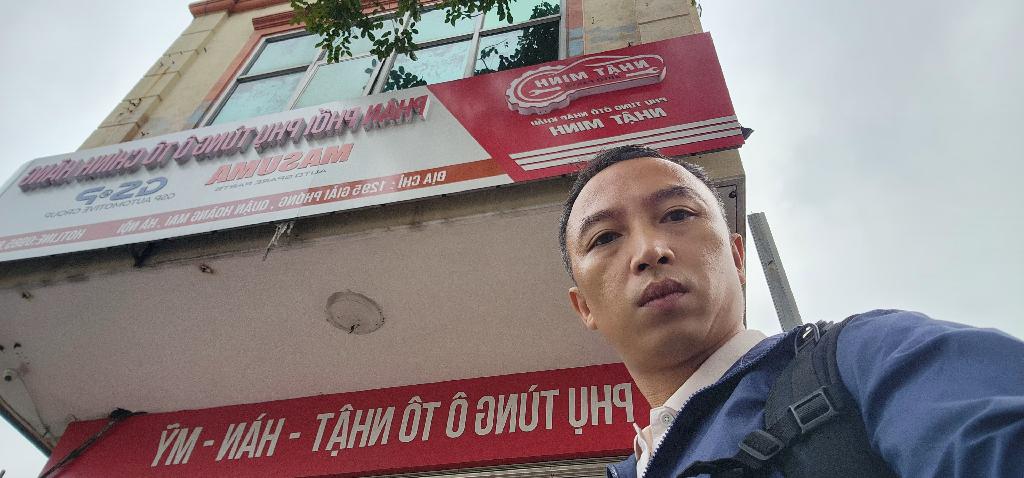 NHẬT MINH
PHỤ TÙNG ÔTÔ NHẬP KHẨU
NHẬT MINH
PHÂN PHỐI PHỤ TÙNG Ô TÔ CHÍNH HÃNG
MASUMA
AUTO SPARE PARTS
GSP
GSP AUTOMOTIVE GROUP
ĐỊA CHỈ : 1295 GIẢI PHÓNG , QUẬN HOÀNG MAI , HÀ NỘI
HOTLINE:
PHỤ TÙNG Ô TÔ NHẬT - HÀN - MỸ